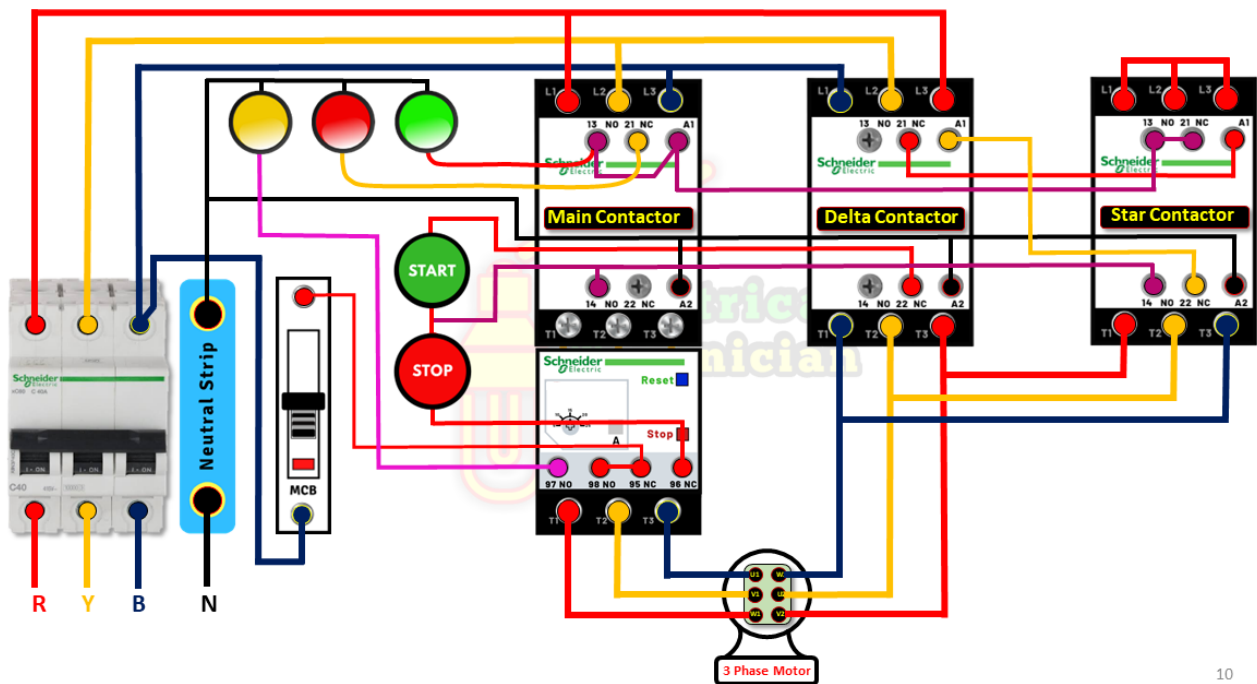 L1 L2 L3
13 NO 21 NC A1
Schneider
Electric
Main Contactor
14 NO 22 NC A2
T1 T2 T3
L1 L2 L3
13 NO 21 NC A1
Schneider
Electric
Delta Contactor
14 NO 22 NC A2
T1 T2 T3
L1 L2 L3
13 NO 21 NC A1
Schneider
Electric
Star Contactor
14 NO 22 NC A2
T1 T2 T3
START
STOP
Schneider
Electric
Reset
Stop
A
97 NO 98 NO 95 NC 96 NC
T1 T2 T3
Schneider
Electric
C 40A
I-ON I-ON I-ON
C40
Neutral Strip
MCB
R Y B N
U1 W2
V1 U2
W1 V2
3 Phase Motor
10